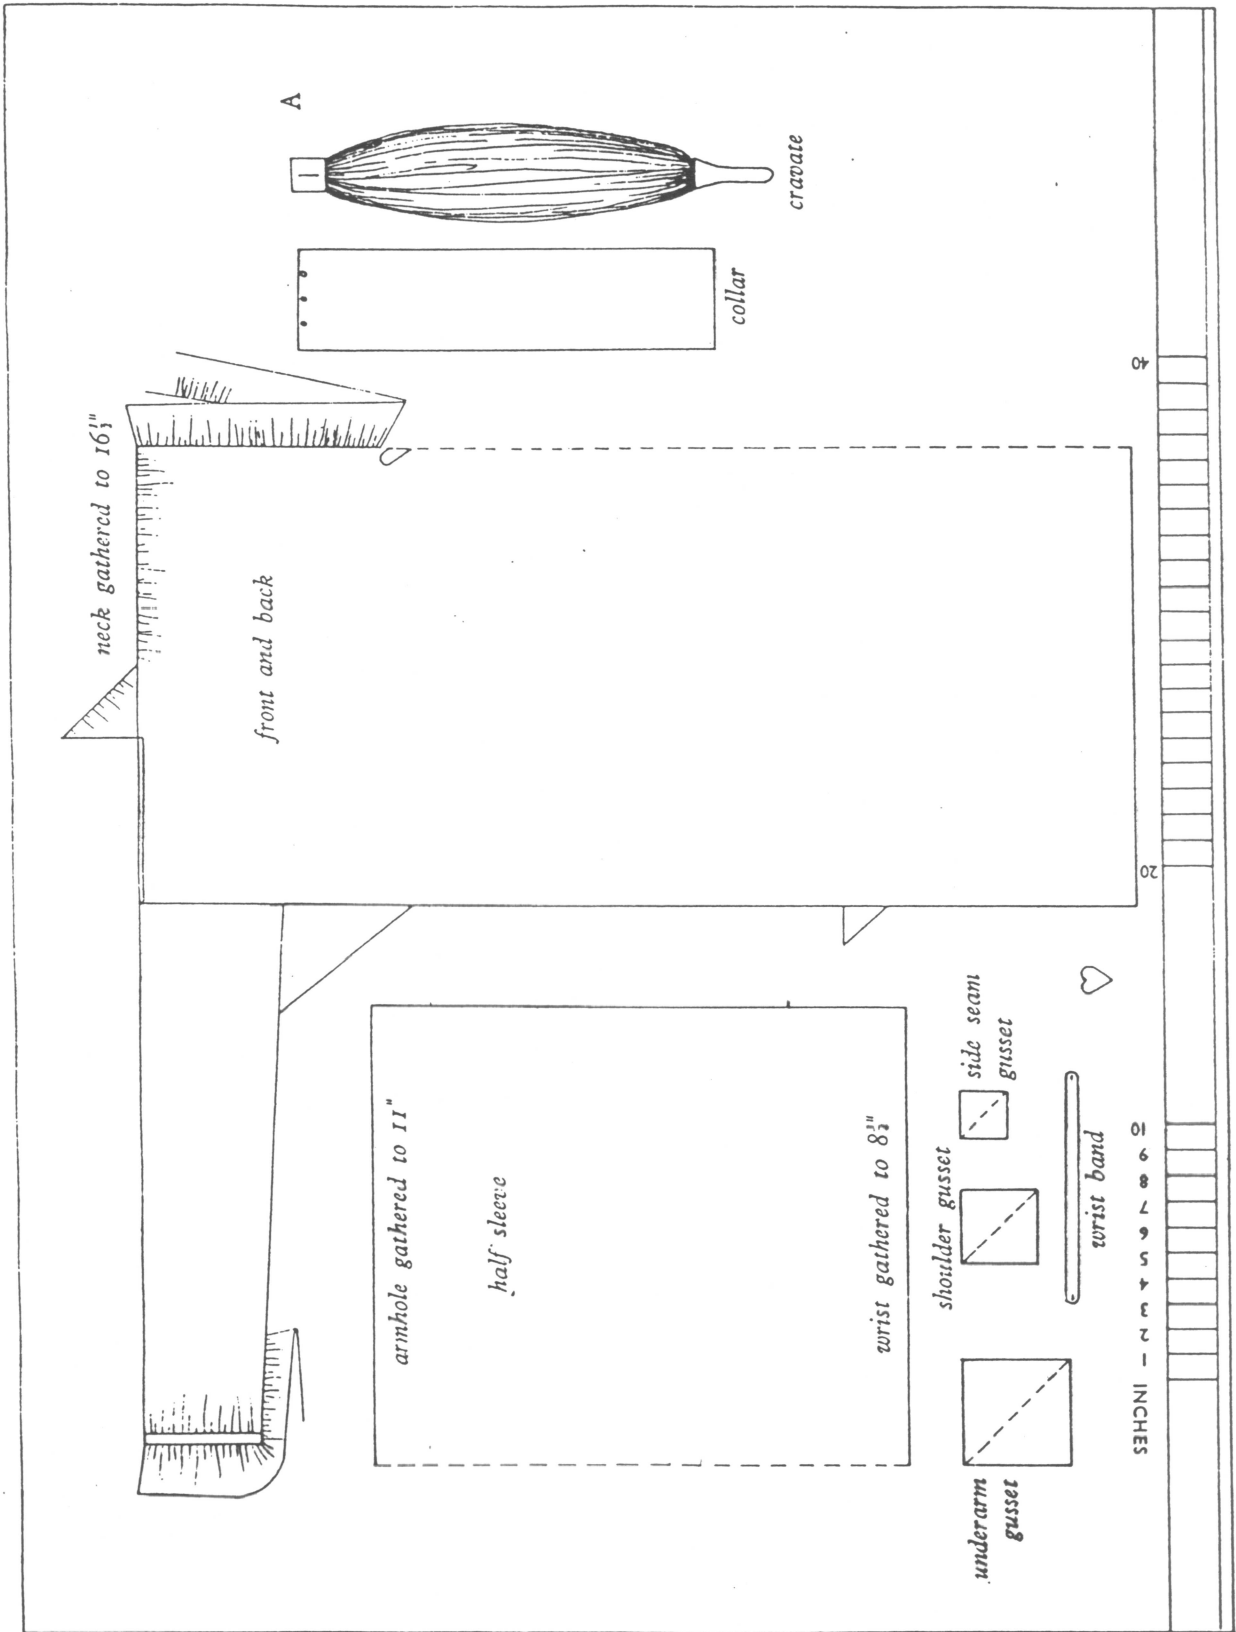 A
cravate
collar
neck gathered to 16½"
front and back
armhole gathered to 11"
half sleeve
wrist gathered to 8½"
side seam
gusset
shoulder gusset
wrist band
underarm
gusset
INCHES 1 2 3 4 5 6 7 8 9 10 20 40